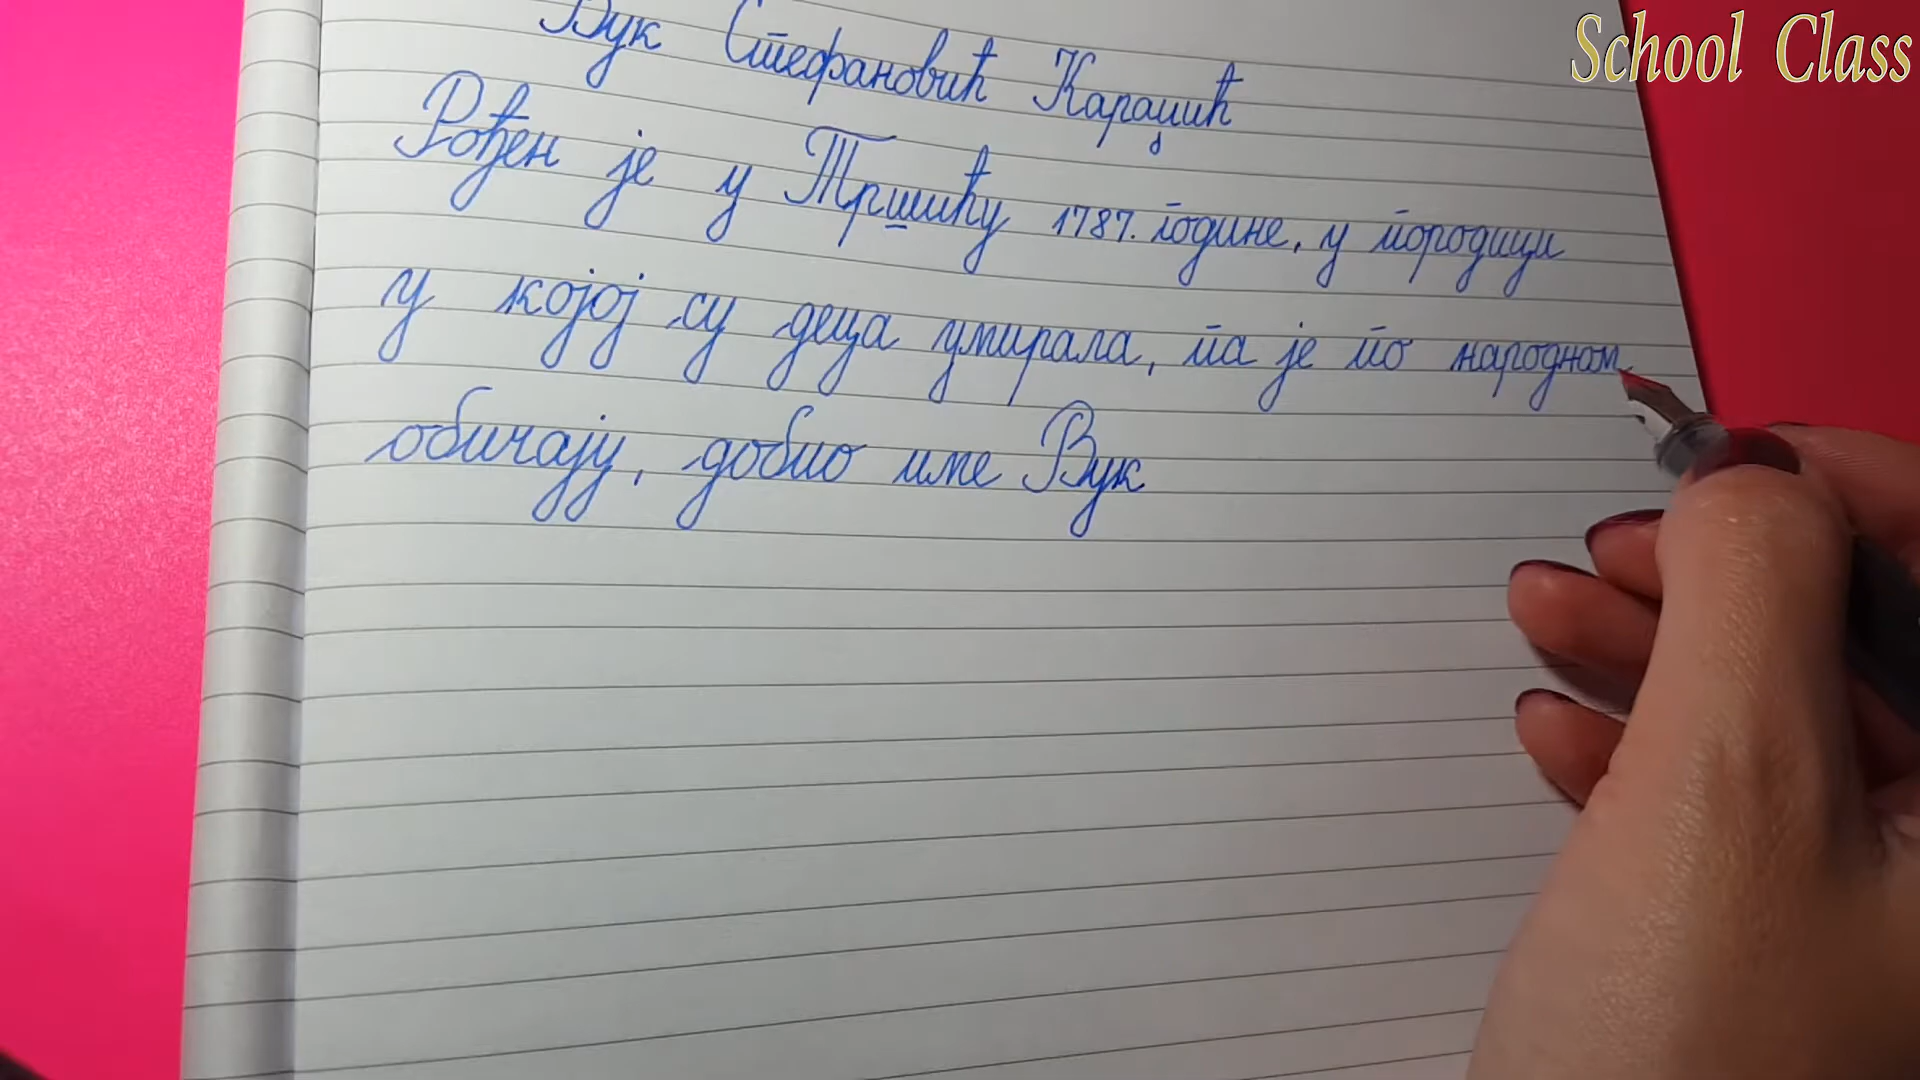 School Class
Вук Стефановић Караџић
Рођен је у Тршићу 1787. године, у породици
у којој су деца умирала, па је по народном
обичају, добио име Вук